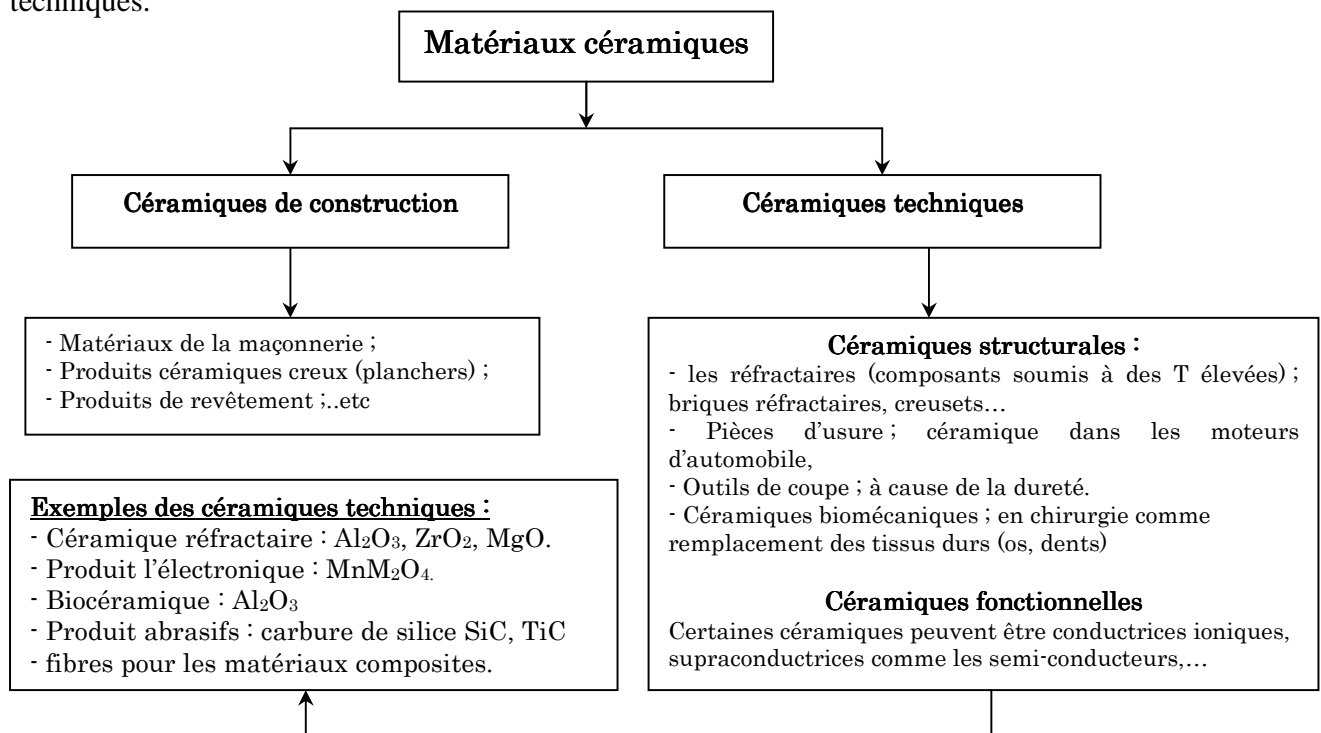 techniques.
Matériaux céramiques
Céramiques de construction
Céramiques techniques
- Matériaux de la maçonnerie ;
- Produits céramiques creux (planchers) ;
- Produits de revêtement ;..etc
Céramiques structurales :
- les réfractaires (composants soumis à des T élevées) ;
briques réfractaires, creusets…
- Pièces d’usure ; céramique dans les moteurs
d’automobile,
- Outils de coupe ; à cause de la dureté.
- Céramiques biomécaniques ; en chirurgie comme
remplacement des tissus durs (os, dents)
Céramiques fonctionnelles
Certaines céramiques peuvent être conductrices ioniques,
supraconductrices comme les semi-conducteurs,…
Exemples des céramiques techniques :
- Céramique réfractaire : Al₂O₃, ZrO₂, MgO.
- Produit l’électronique : MnM₂O₄.
- Biocéramique : Al₂O₃
- Produit abrasifs : carbure de silice SiC, TiC
- fibres pour les matériaux composites.